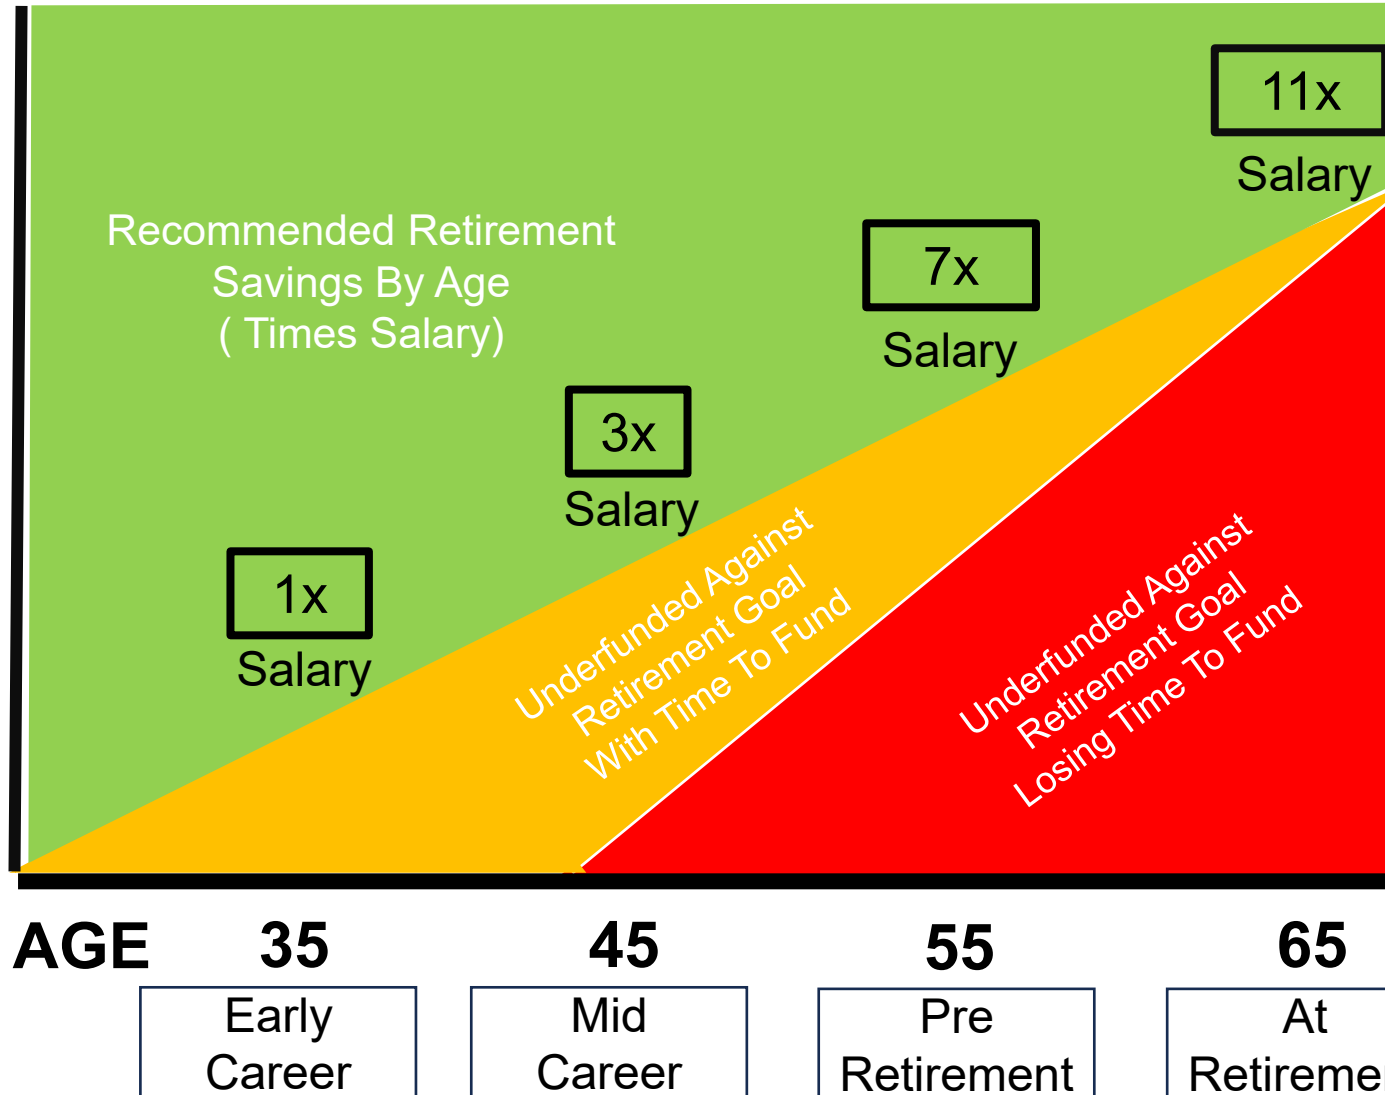 11x
Salary
Recommended Retirement
Savings By Age
( Times Salary)
7x
Salary
3x
Salary
1x
Salary
Underfunded Against
Retirement Goal
With Time To Fund
Underfunded Against
Retirement Goal
Losing Time To Fund
AGE 35 45 55 65
Early
Career
Mid
Career
Pre
Retirement
At